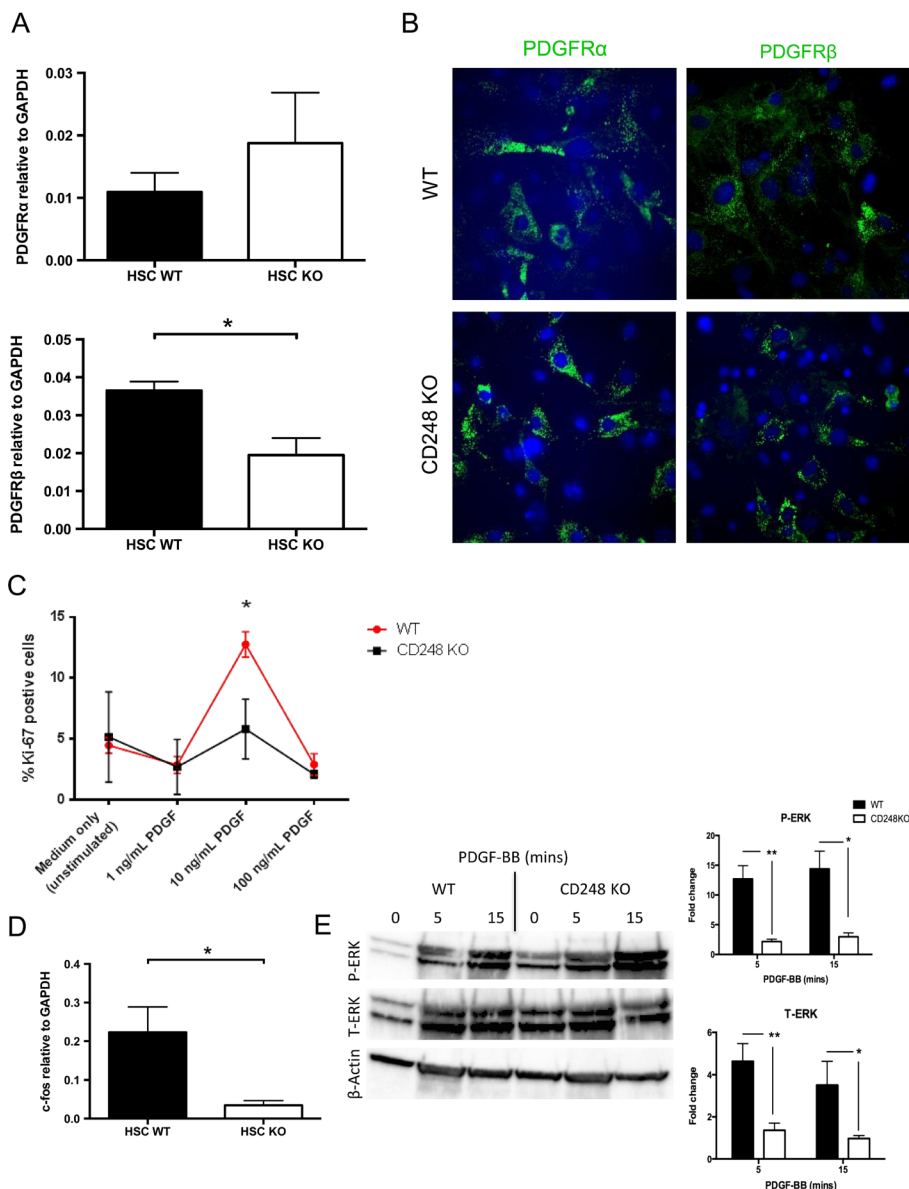 A
PDGFRα relative to GAPDH
0.03
0.02
0.01
0.00
HSC WT
HSC KO
PDGFRβ relative to GAPDH
0.05
0.04
0.03
0.02
0.01
0.00
*
HSC WT
HSC KO
B
PDGFRα
PDGFRβ
WT
CD248 KO
C
%Ki-67 postive cells
15
10
5
0
*
WT
CD248 KO
Medium only
(unstimulated)
1 ng/mL PDGF
10 ng/mL PDGF
100 ng/mL PDGF
D
c-fos relative to GAPDH
0.4
0.3
0.2
0.1
0.0
*
HSC WT
HSC KO
E
PDGF-BB (mins)
WT
CD248 KO
0
5
15
0
5
15
P-ERK
T-ERK
β-Actin
WT
CD248KO
P-ERK
Fold change
20
15
10
5
0
**
*
5
15
PDGF-BB (mins)
T-ERK
Fold change
6
4
2
0
**
*
5
15
PDGF-BB (mins)